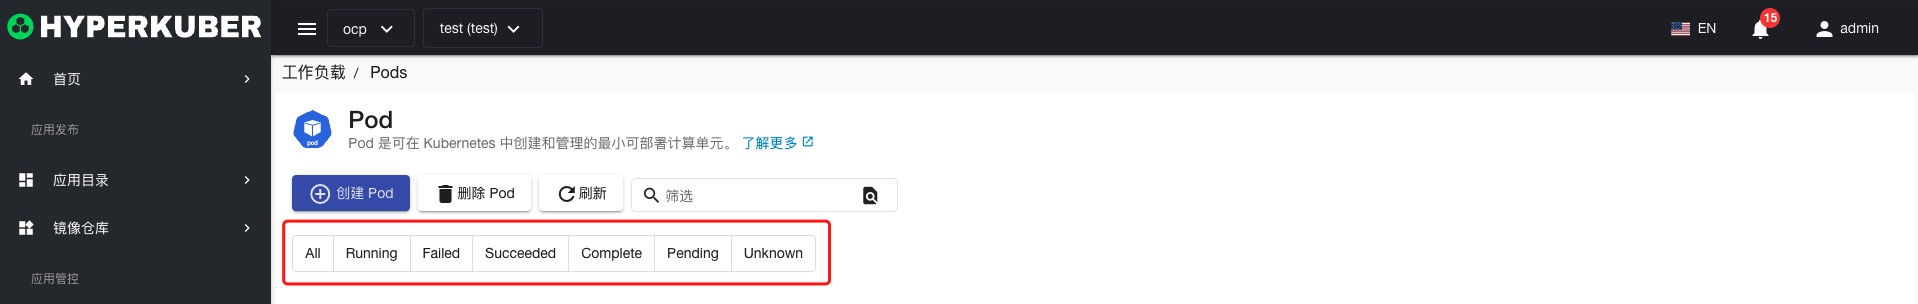 HYPERKUBER
ocp
test (test)
EN
15
admin
首页
应用发布
应用目录
镜像仓库
应用管控
工作负载 / Pods
pod
Pod
Pod 是可在 Kubernetes 中创建和管理的最小可部署计算单元。 了解更多
创建 Pod
删除 Pod
刷新
筛选
All
Running
Failed
Succeeded
Complete
Pending
Unknown